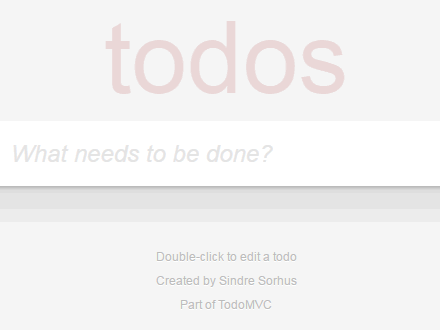 todos
What needs to be done?
Double-click to edit a todo
Created by Sindre Sorhus
Part of TodoMVC